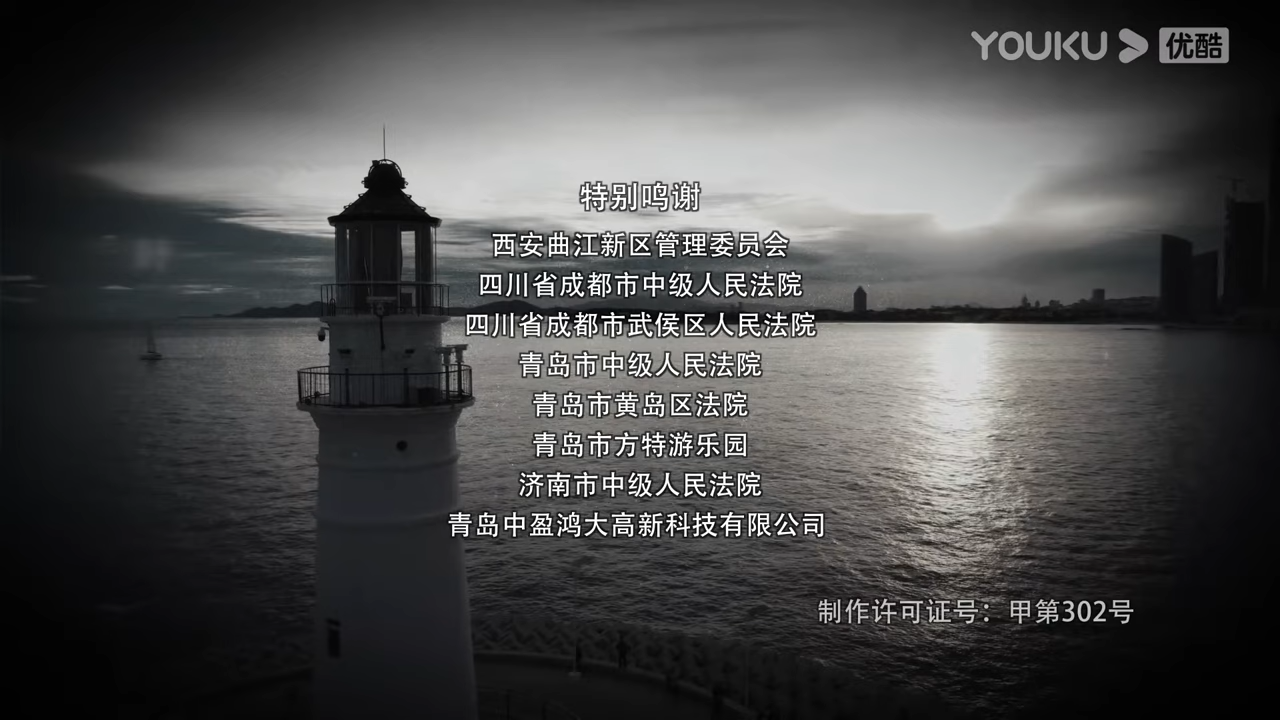 YOUKU 优酷
特别鸣谢
西安曲江新区管理委员会
四川省成都市中级人民法院
四川省成都市武侯区人民法院
青岛市中级人民法院
青岛市黄岛区法院
青岛市方特游乐园
济南市中级人民法院
青岛中盈鸿大高新科技有限公司
制作许可证号：甲第302号